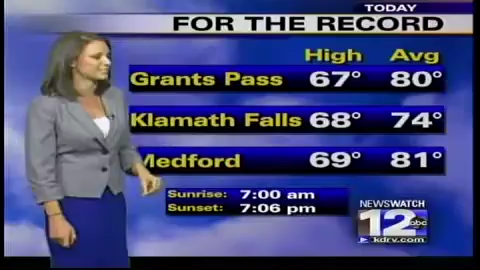 TODAY
FOR THE RECORD
High Avg
Grants Pass 67° 80°
Klamath Falls 68° 74°
Medford 69° 81°
Sunrise: 7:00 am
Sunset: 7:06 pm
NEWSWATCH
12 abc
kdrv.com